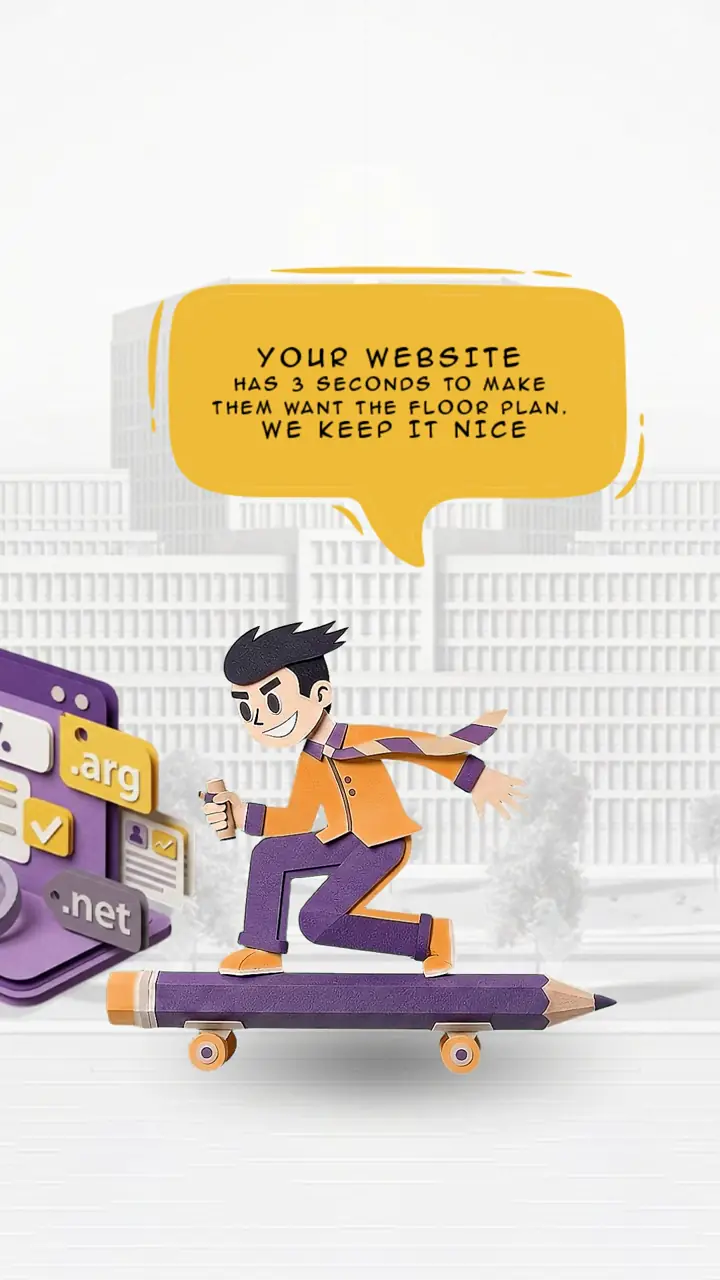 YOUR WEBSITE
HAS 3 SECONDS TO MAKE
THEM WANT THE FLOOR PLAN.
WE KEEP IT NICE
.arg
.net